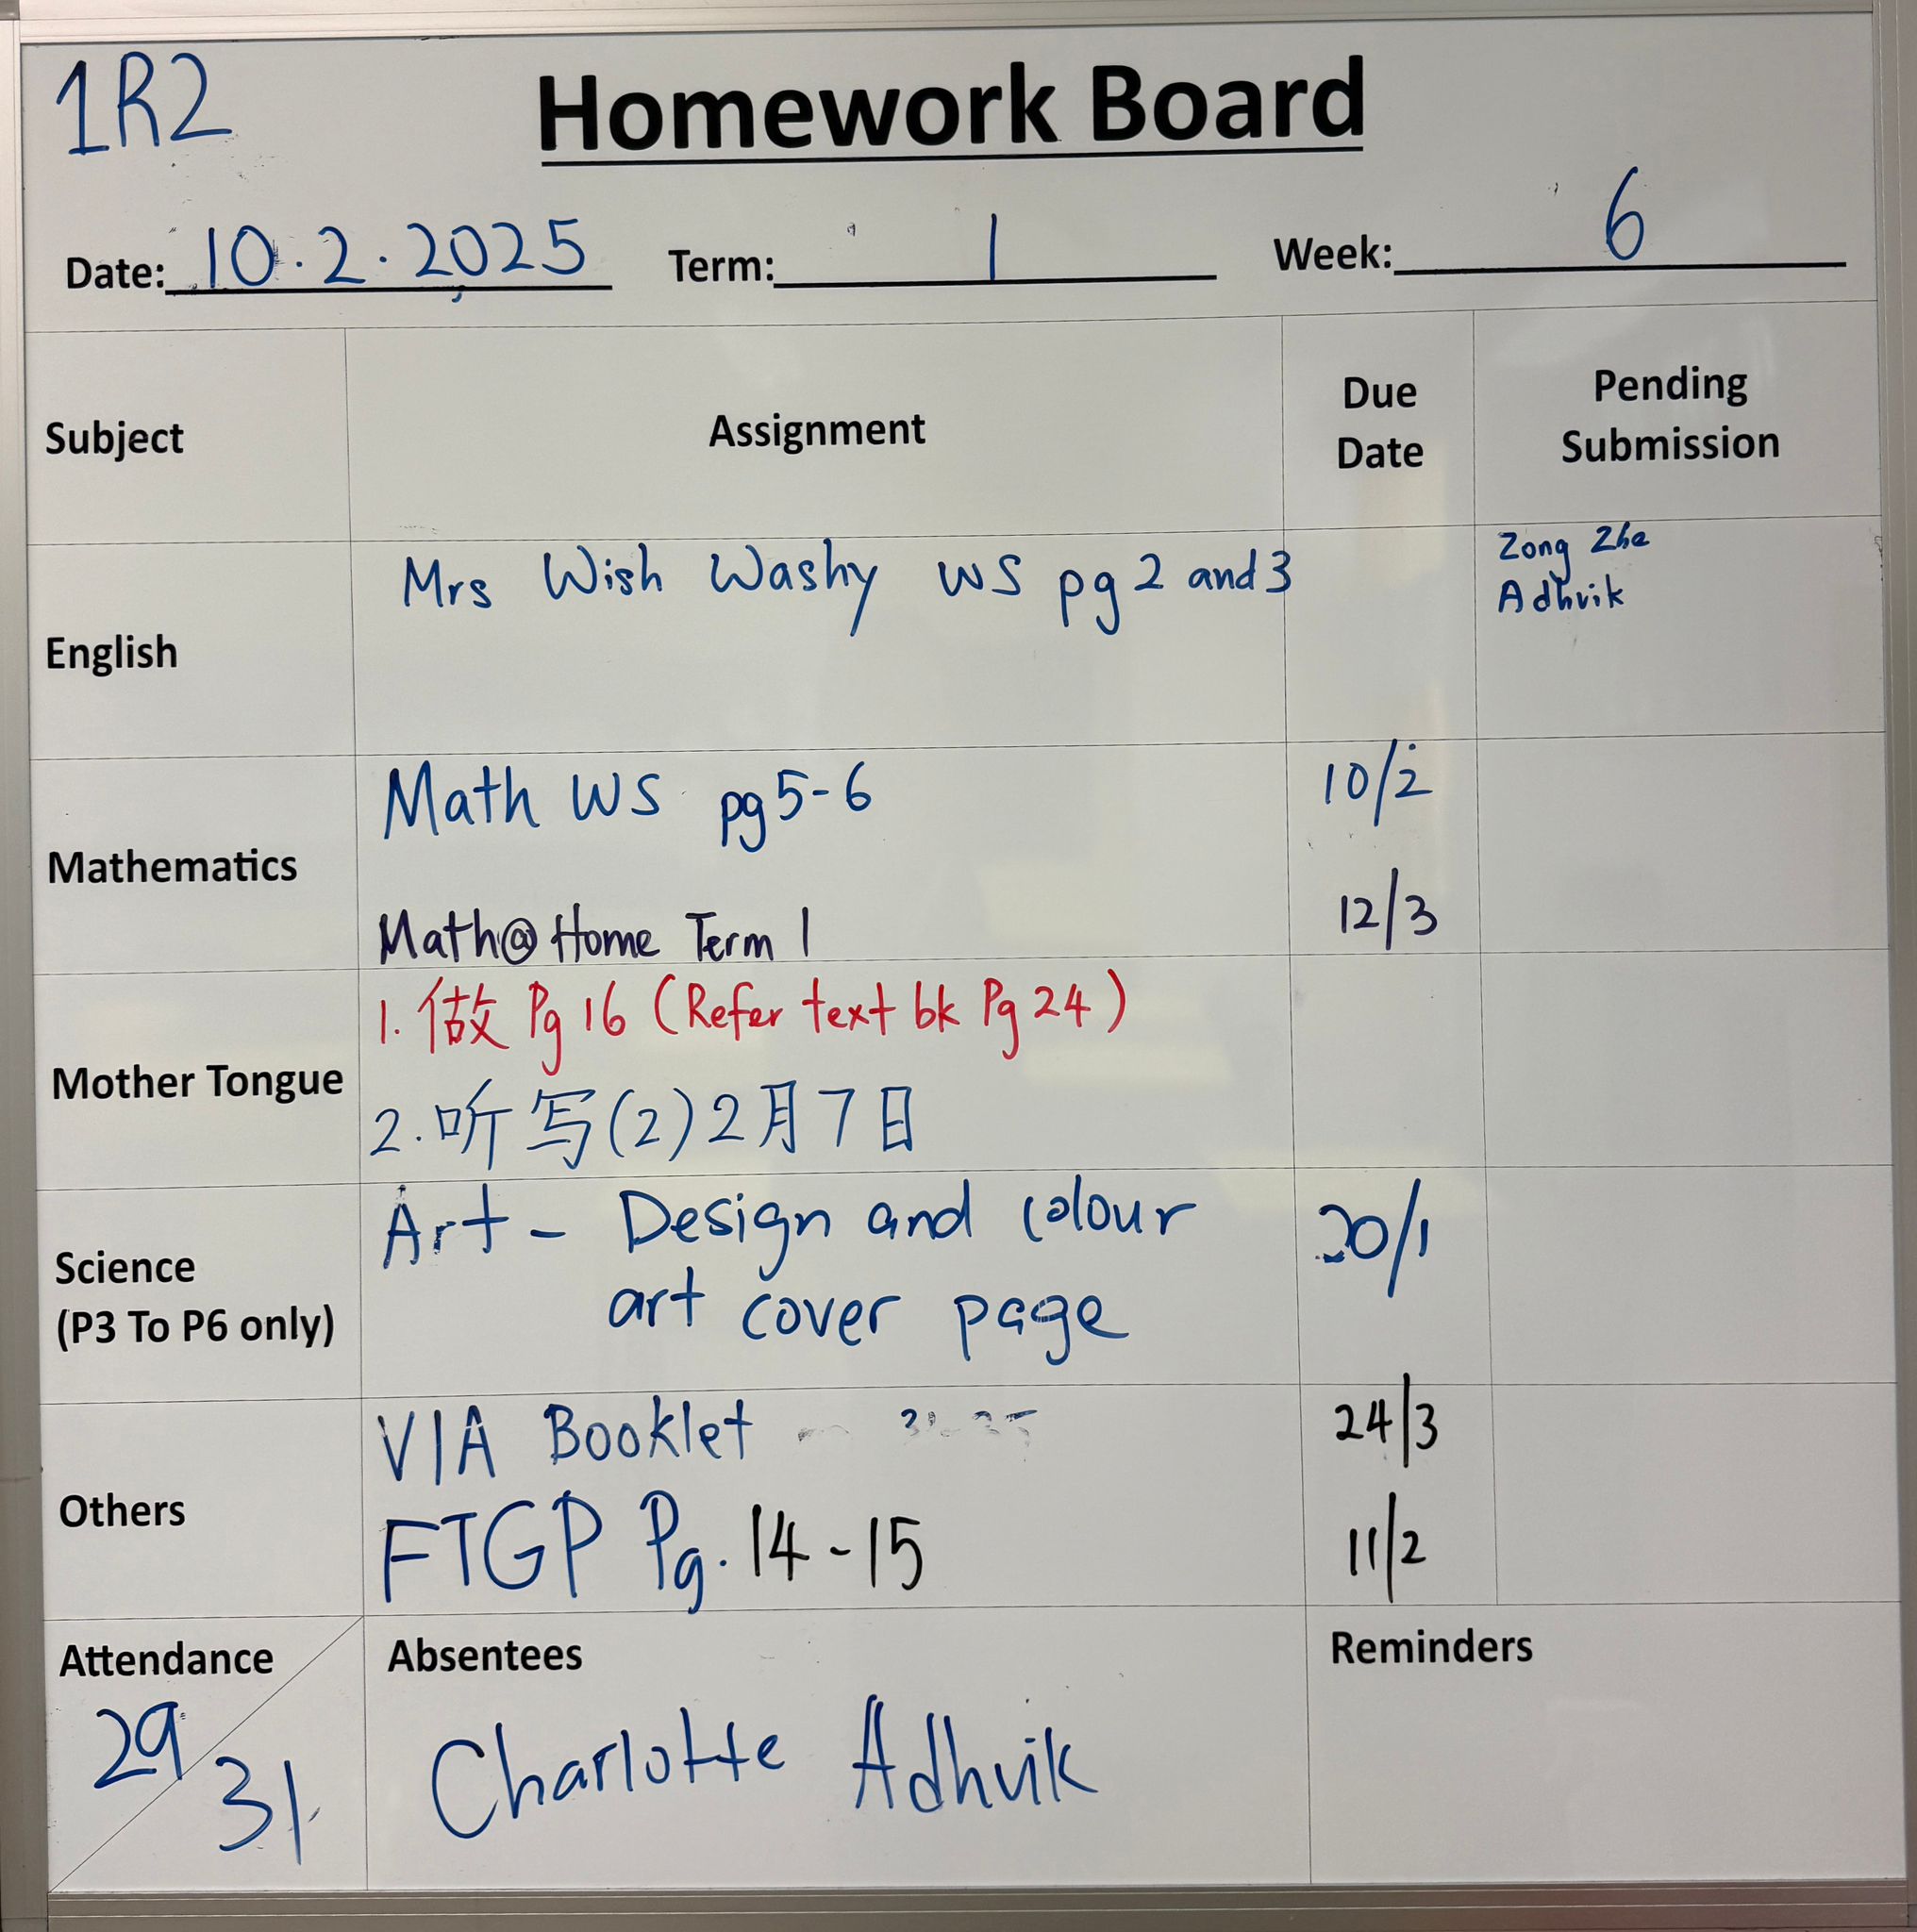 1R2
Homework Board
Date: 10.2.2025 Term: 1 Week: 6
Subject Assignment Due Date Pending Submission
English Mrs Wish Washy WS pg 2 and 3 Zong Zhe
Adhvik
Mathematics Math WS pg 5-6 10/2
Math@Home Term 1 12/3
Mother Tongue 1. 做 Pg 16 (Refer text bk Pg 24)
2. 听写(2) 2月7日
Science
(P3 To P6 only) Art - Design and colour 20/1
art cover page
Others VIA Booklet 24/3
FTGP Pg. 14-15 11/2
Attendance Absentees Reminders
29/31 Charlotte Adhvik